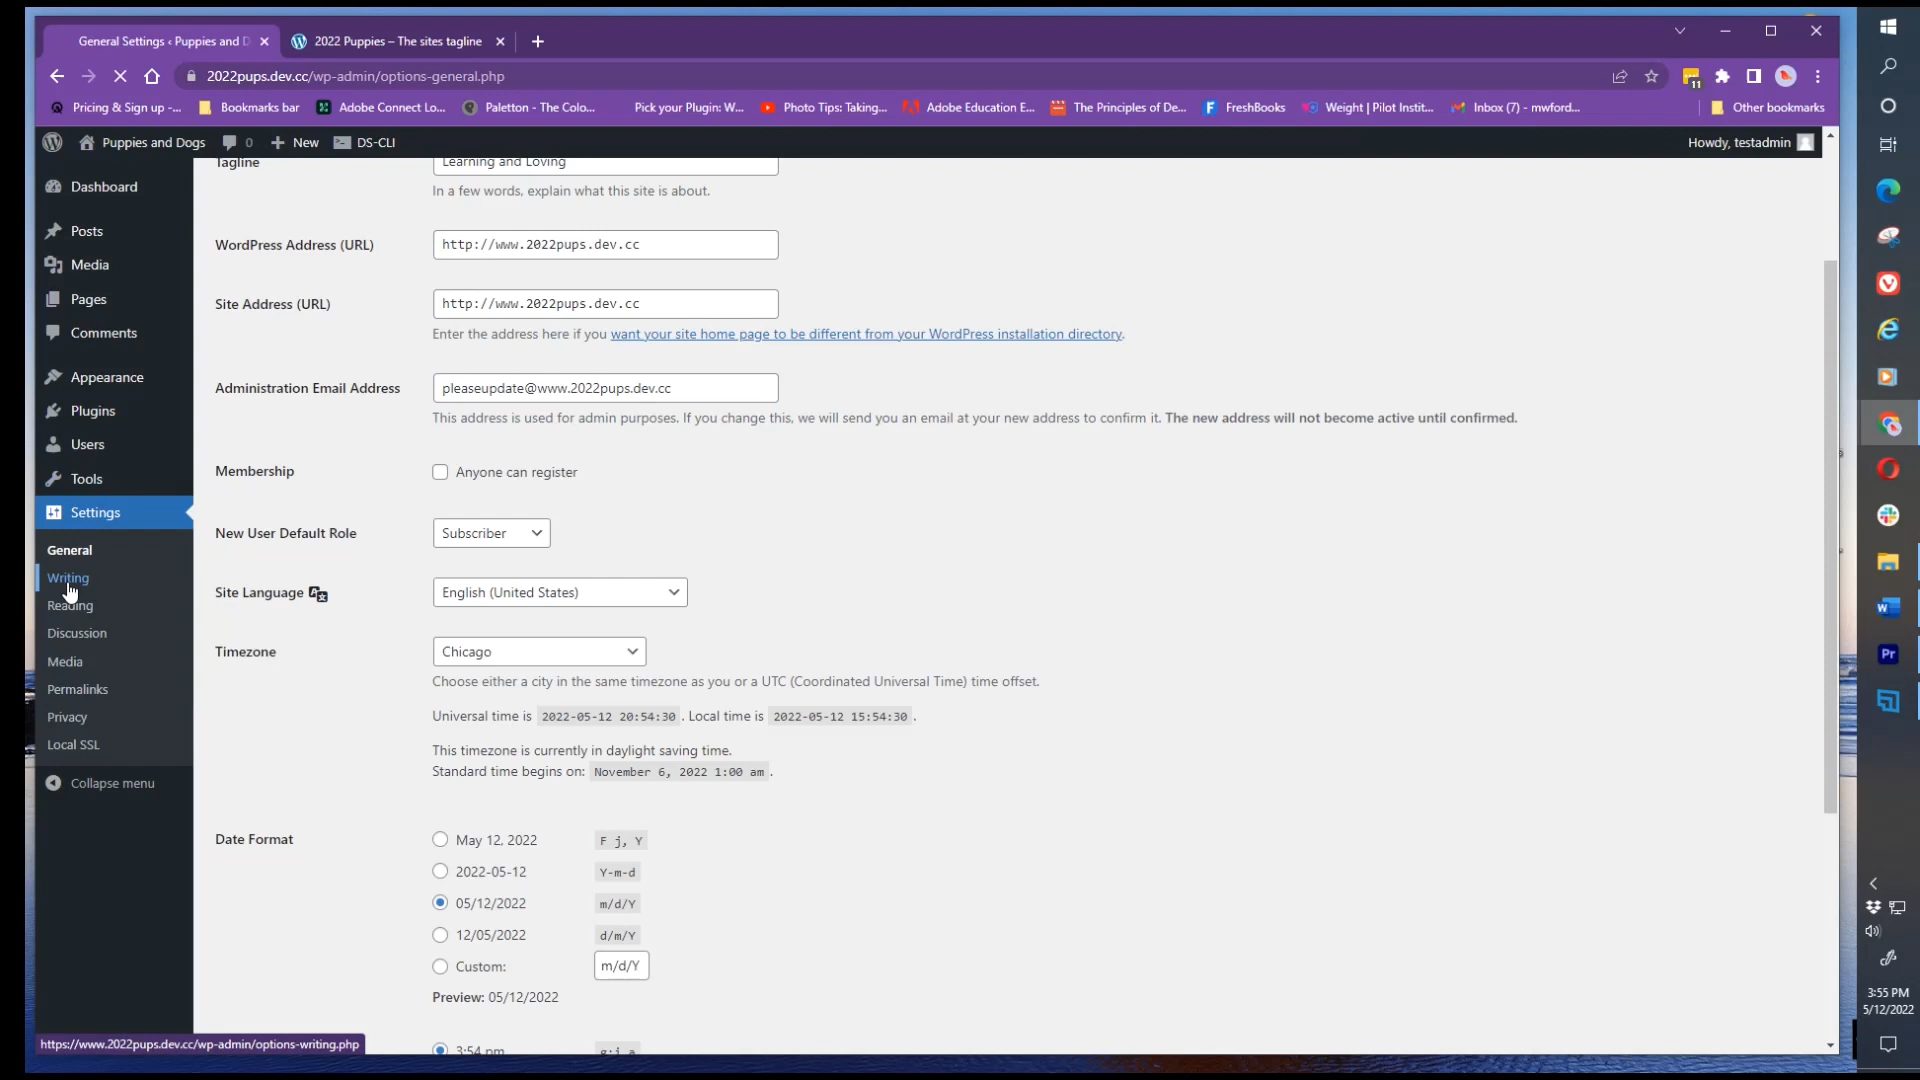 General Settings ‹ Puppies and D
2022 Puppies – The sites tagline
2022pups.dev.cc/wp-admin/options-general.php
11
Pricing & Sign up -...
Bookmarks bar
Adobe Connect Lo...
Paletton - The Colo...
Pick your Plugin: W...
Photo Tips: Taking...
Adobe Education E...
The Principles of De...
FreshBooks
Weight | Pilot Instit...
Inbox (7) - mwford...
Other bookmarks
Puppies and Dogs
0
New
DS-CLI
Howdy, testadmin
Dashboard
Posts
Media
Pages
Comments
Appearance
Plugins
Users
Tools
Settings
General
Writing
Reading
Discussion
Media
Permalinks
Privacy
Local SSL
Collapse menu
Tagline
Learning and Loving
In a few words, explain what this site is about.
WordPress Address (URL)
http://www.2022pups.dev.cc
Site Address (URL)
http://www.2022pups.dev.cc
Enter the address here if you want your site home page to be different from your WordPress installation directory.
Administration Email Address
pleaseupdate@www.2022pups.dev.cc
This address is used for admin purposes. If you change this, we will send you an email at your new address to confirm it. The new address will not become active until confirmed.
Membership
Anyone can register
New User Default Role
Subscriber
Site Language
English (United States)
Timezone
Chicago
Choose either a city in the same timezone as you or a UTC (Coordinated Universal Time) time offset.
Universal time is 2022-05-12 20:54:30 . Local time is 2022-05-12 15:54:30 .
This timezone is currently in daylight saving time.
Standard time begins on: November 6, 2022 1:00 am .
Date Format
May 12, 2022 F j, Y
2022-05-12 Y-m-d
05/12/2022 m/d/Y
12/05/2022 d/m/Y
Custom: m/d/Y
Preview: 05/12/2022
3:54 pm g:i a
https://www.2022pups.dev.cc/wp-admin/options-writing.php
Pr
3:55 PM
5/12/2022